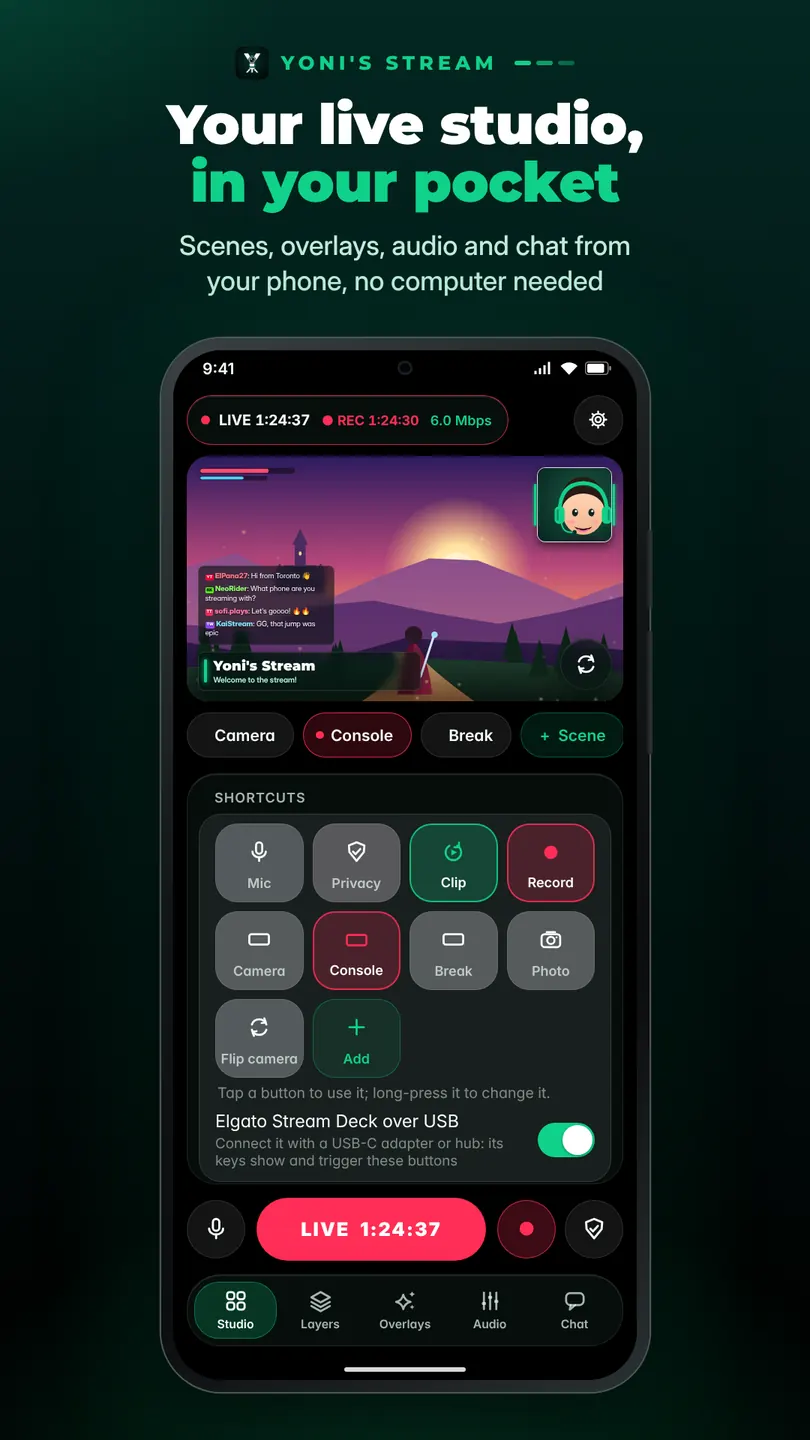 YONI'S STREAM
Your live studio,
in your pocket
Scenes, overlays, audio and chat from
your phone, no computer needed
9:41
LIVE 1:24:37 REC 1:24:30 6.0 Mbps
ElPana27: Hi from Toronto 👋
NeoRider: What phone are you
streaming with?
sofi.plays: Let's goooo! 🔥🔥
KaiStream: GG, that jump was
epic
Yoni's Stream
Welcome to the stream!
Camera Console Break + Scene
SHORTCUTS
Mic Privacy Clip Record
Camera Console Break Photo
Flip camera Add
Tap a button to use it; long-press it to change it.
Elgato Stream Deck over USB
Connect it with a USB-C adapter or hub: its
keys show and trigger these buttons
LIVE 1:24:37
Studio Layers Overlays Audio Chat